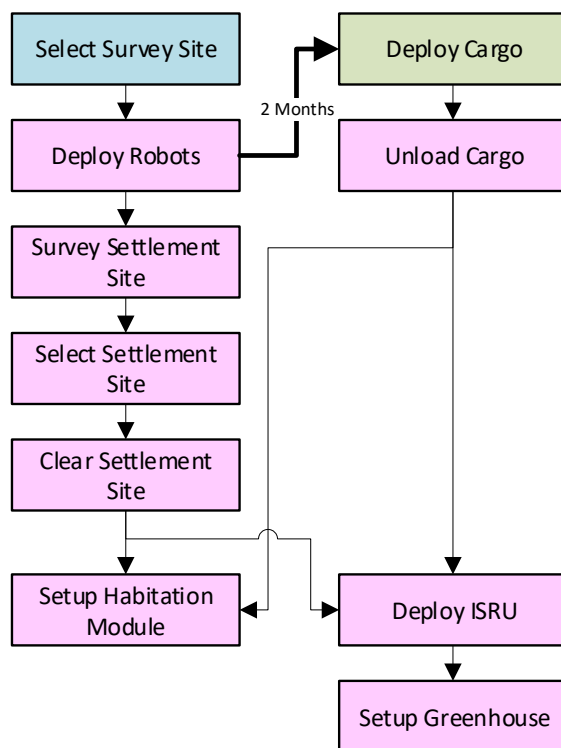 Select Survey Site
Deploy Cargo
2 Months
Deploy Robots
Unload Cargo
Survey Settlement
Site
Select Settlement
Site
Clear Settlement
Site
Setup Habitation
Module
Deploy ISRU
Setup Greenhouse